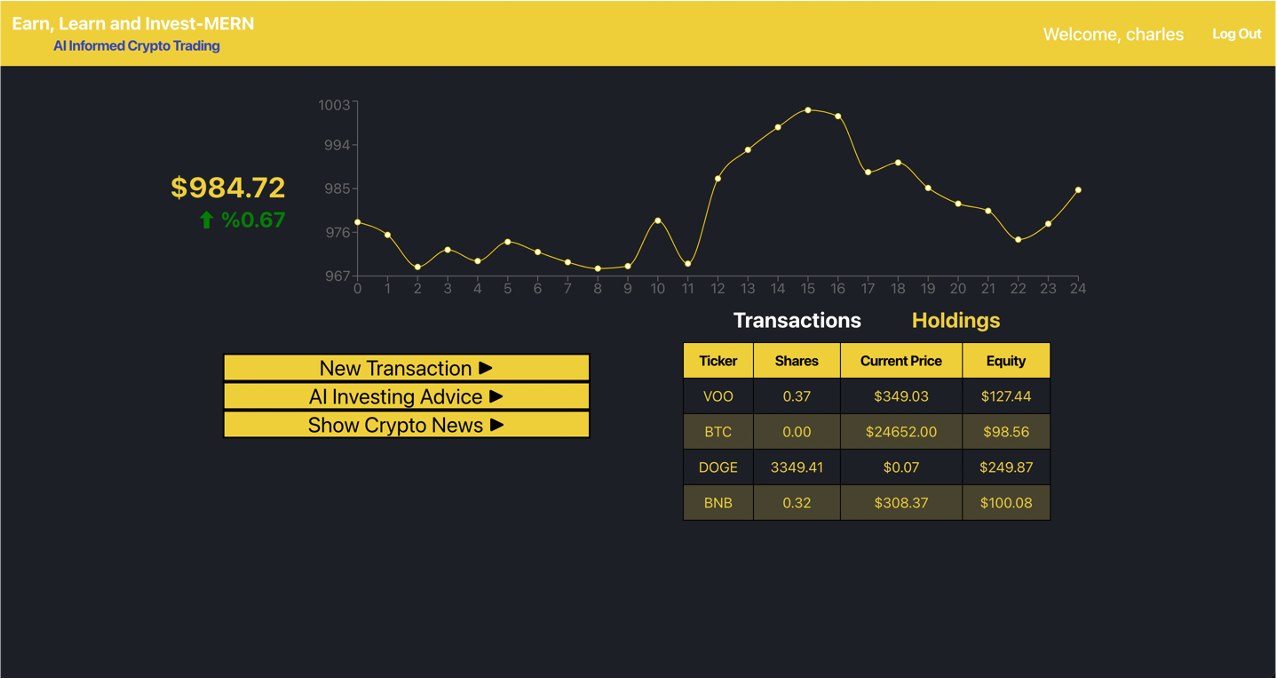 Earn, Learn and Invest-MERN
AI Informed Crypto Trading
Welcome, charles
Log Out
$984.72
%0.67
1003
994
985
976
967
0 1 2 3 4 5 6 7 8 9 10 11 12 13 14 15 16 17 18 19 20 21 22 23 24
New Transaction
AI Investing Advice
Show Crypto News
Transactions Holdings
Ticker Shares Current Price Equity
VOO 0.37 $349.03 $127.44
BTC 0.00 $24652.00 $98.56
DOGE 3349.41 $0.07 $249.87
BNB 0.32 $308.37 $100.08